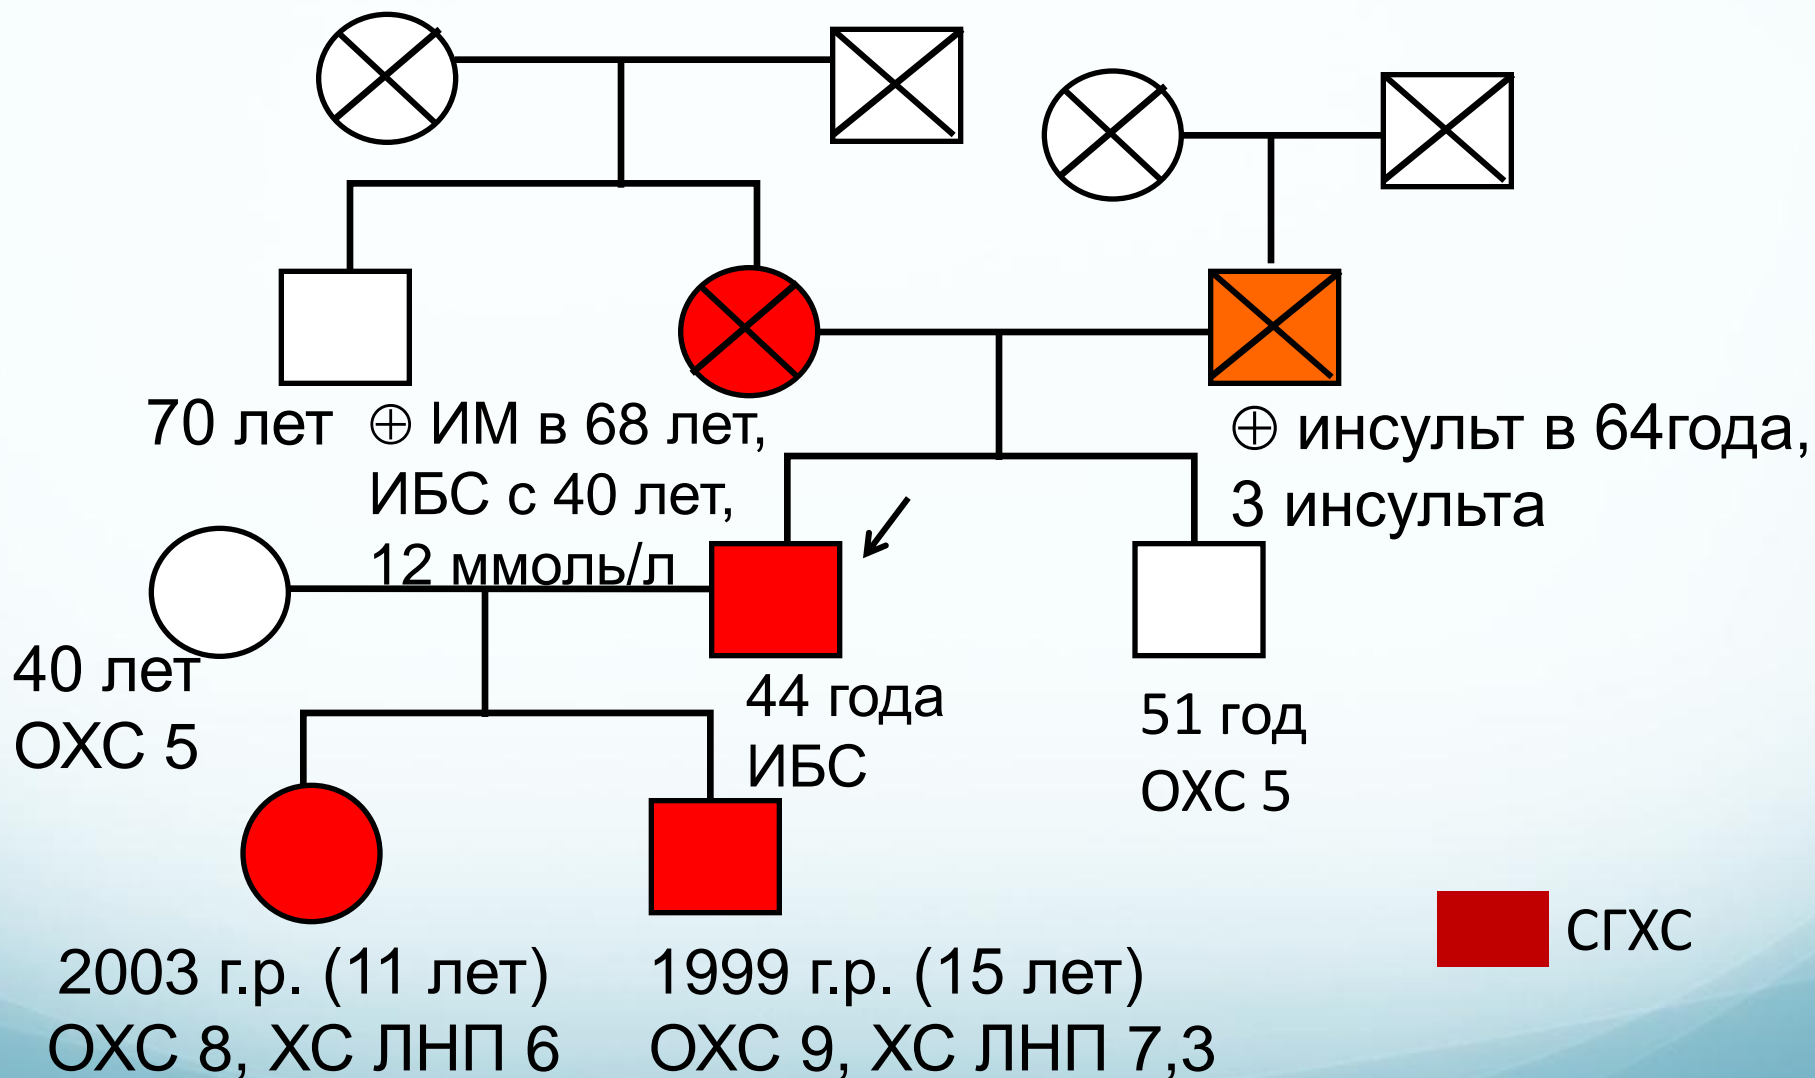 70 лет
⊕ ИМ в 68 лет,
ИБС с 40 лет,
12 ммоль/л
⊕ инсульт в 64года,
3 инсульта
40 лет
ОХС 5
44 года
ИБС
51 год
ОХС 5
2003 г.р. (11 лет)
ОХС 8, ХС ЛНП 6
1999 г.р. (15 лет)
ОХС 9, ХС ЛНП 7,3
СГХС